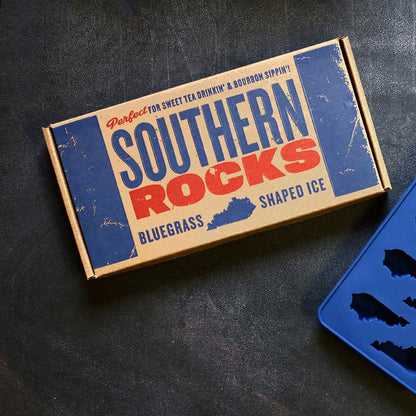 Perfect FOR SWEET TEA DRINKIN' & BOURBON SIPPIN'!
SOUTHERN
ROCKS
BLUEGRASS SHAPED ICE